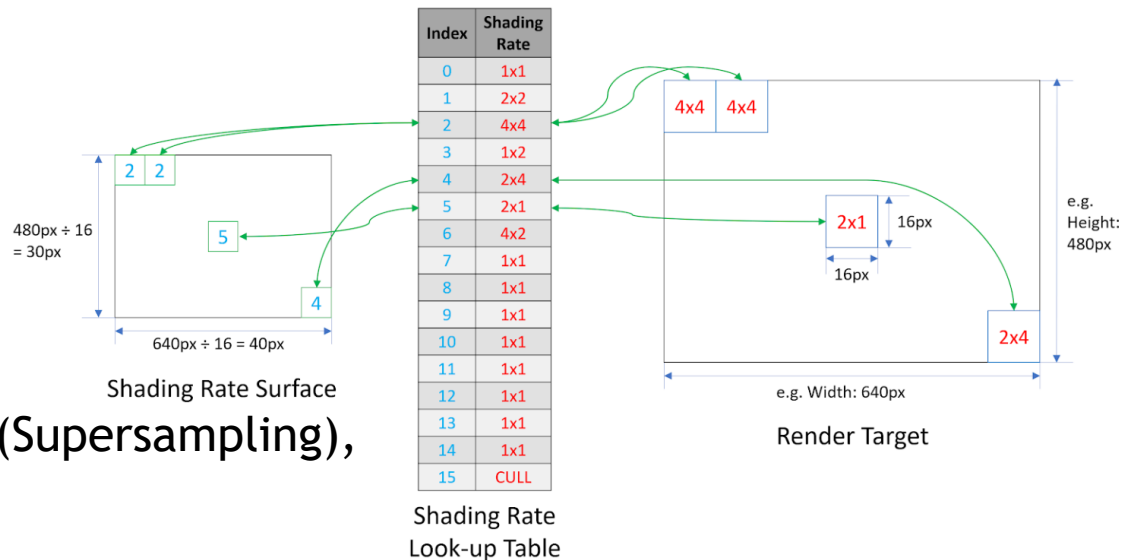 Index Shading Rate
0 1x1
1 2x2
2 4x4
3 1x2
4 2x4
5 2x1
6 4x2
7 1x1
8 1x1
9 1x1
10 1x1
11 1x1
12 1x1
13 1x1
14 1x1
15 CULL
Shading Rate
Look-up Table
2 2
5
4
480px ÷ 16
= 30px
640px ÷ 16 = 40px
Shading Rate Surface
(Supersampling),
4x4 4x4
2x1
16px
16px
2x4
e.g.
Height:
480px
e.g. Width: 640px
Render Target